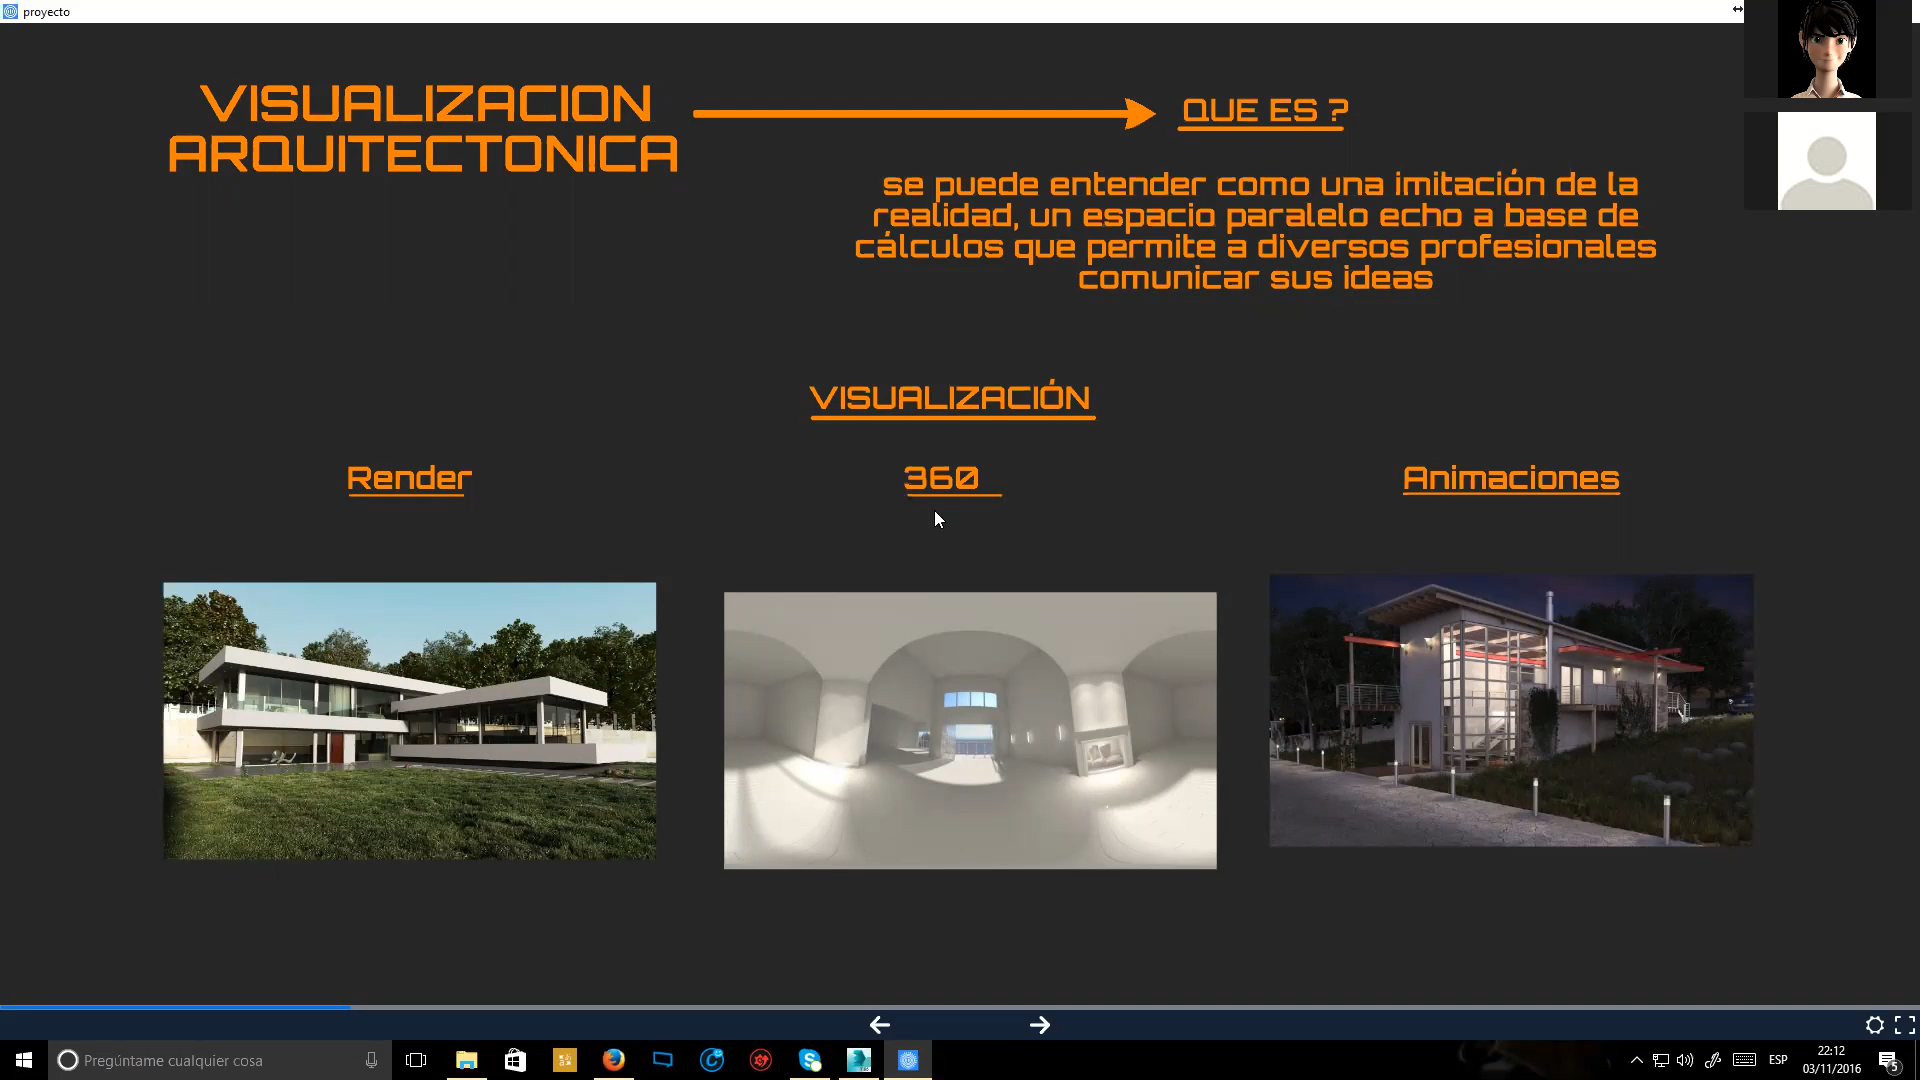 proyecto
VISUALIZACION
ARQUITECTONICA
QUE ES ?
se puede entender como una imitación de la
realidad, un espacio paralelo echo a base de
cálculos que permite a diversos profesionales
comunicar sus ideas
VISUALIZACIÓN
Render
360
Animaciones
Pregúntame cualquier cosa
ESP
22:12
03/11/2016
5